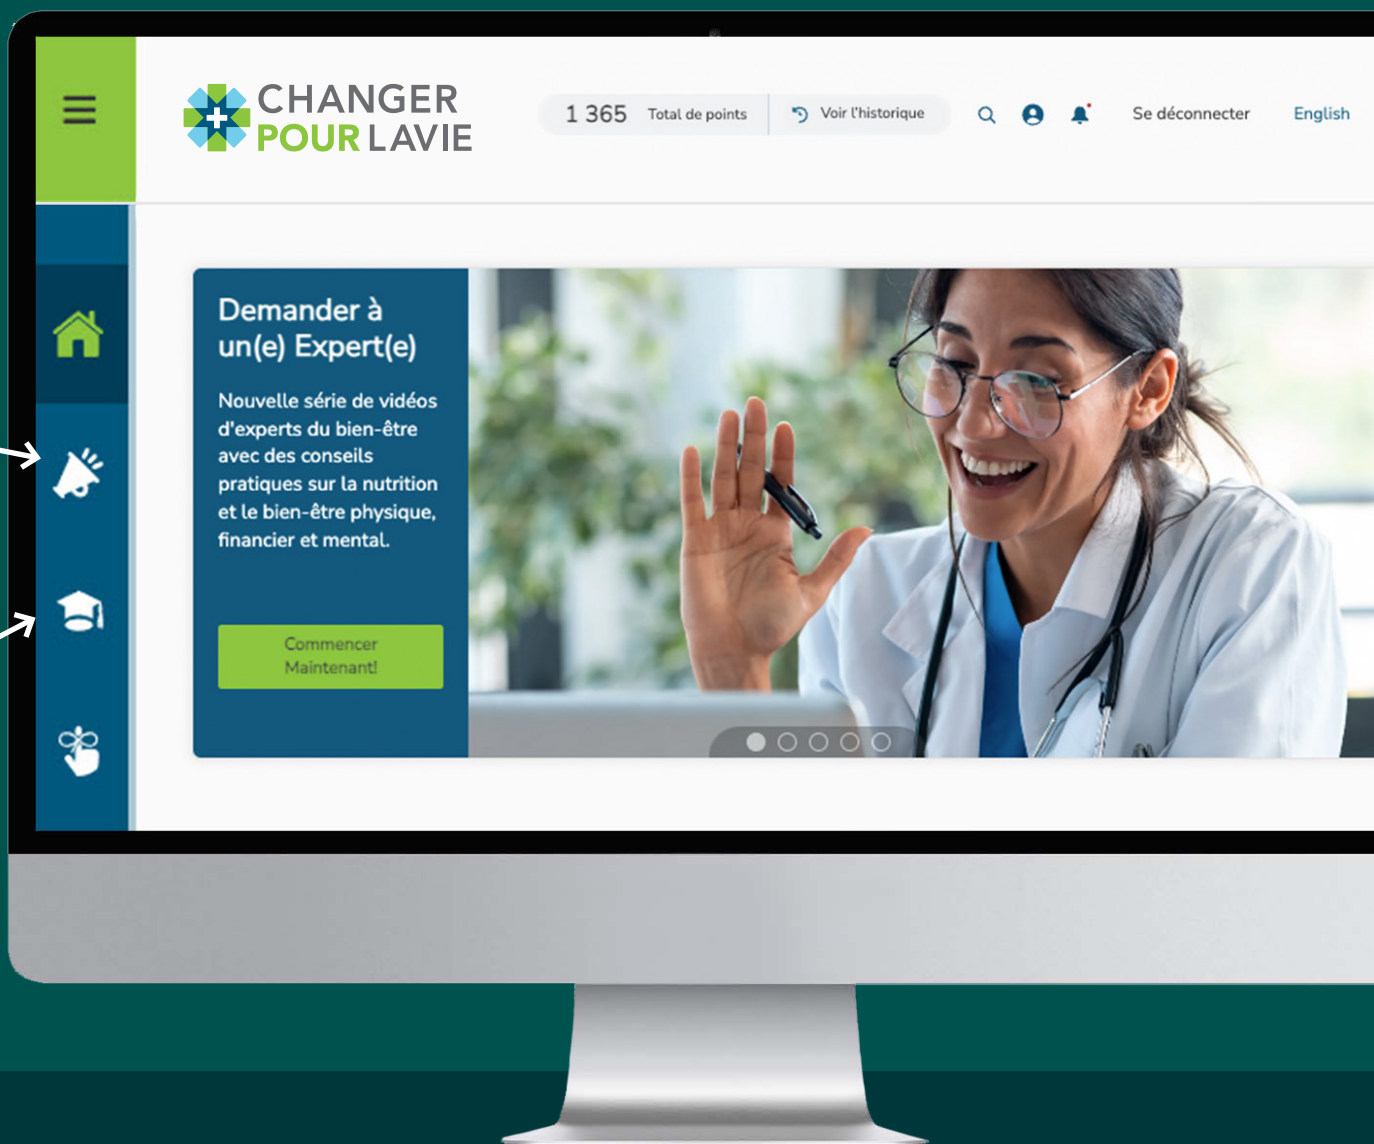 CHANGER
POUR LAVIE
1 365 Total de points
Voir l'historique
Se déconnecter
English
Demander à
un(e) Expert(e)
Nouvelle série de vidéos
d'experts du bien-être
avec des conseils
pratiques sur la nutrition
et le bien-être physique,
financier et mental.
Commencer
Maintenant!